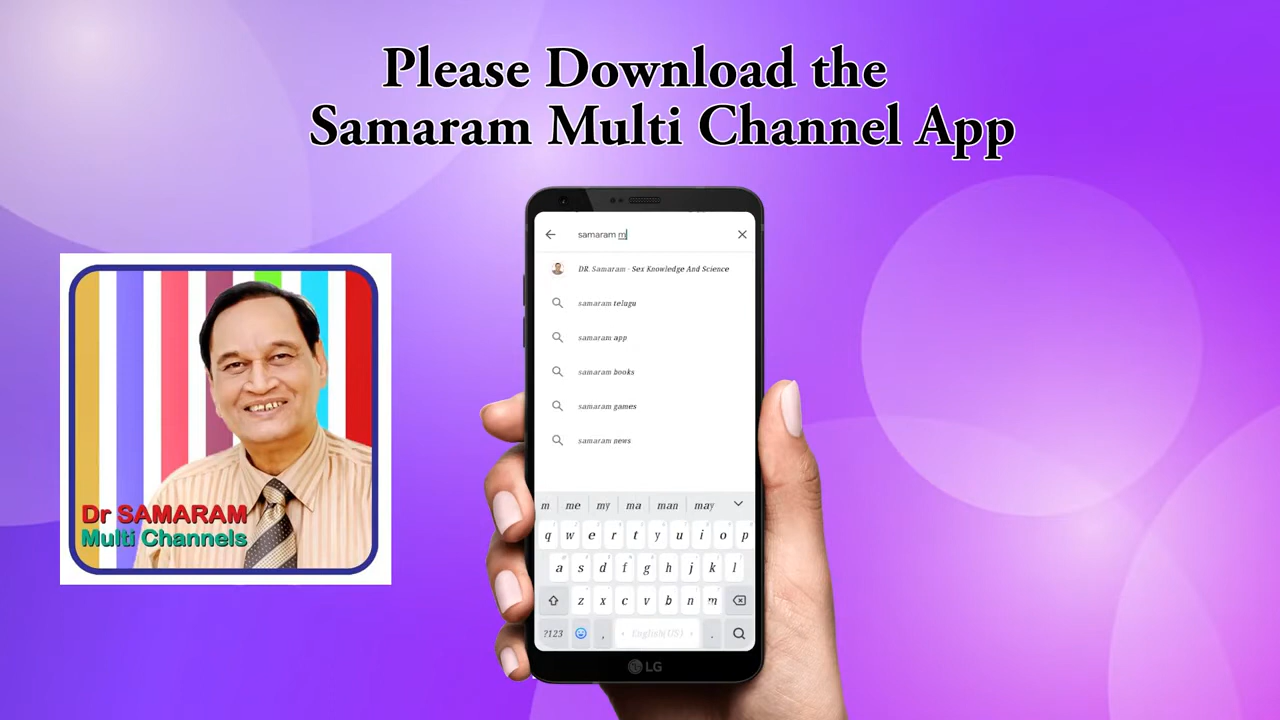 Please Download the
Samaram Multi Channel App
samaram m
DR. Samaram - Sex Knowledge And Science
samaram telugu
samaram app
samaram books
samaram games
samaram news
Dr SAMARAM
Multi Channels
m me my ma man may
q w e r t y u i o p
a s d f g h j k l
z x c v b n m
?123 , English(US) .
LG